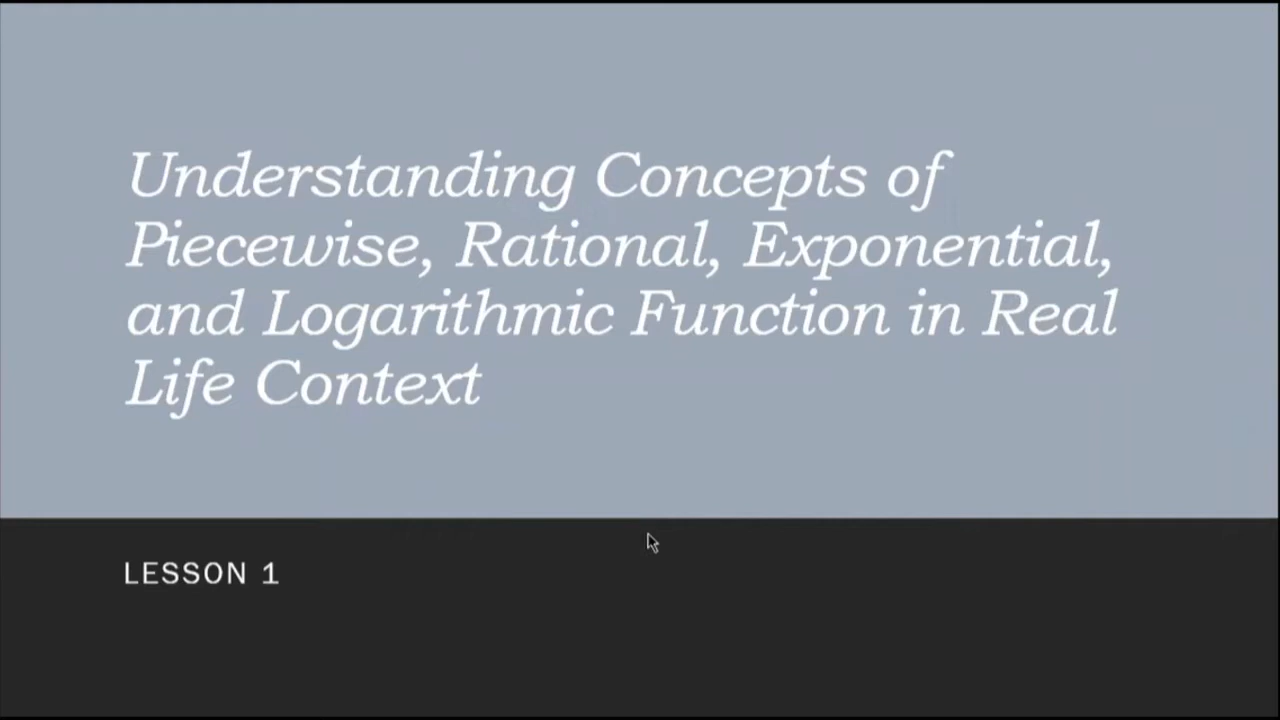 Understanding Concepts of
Piecewise, Rational, Exponential,
and Logarithmic Function in Real
Life Context
LESSON 1